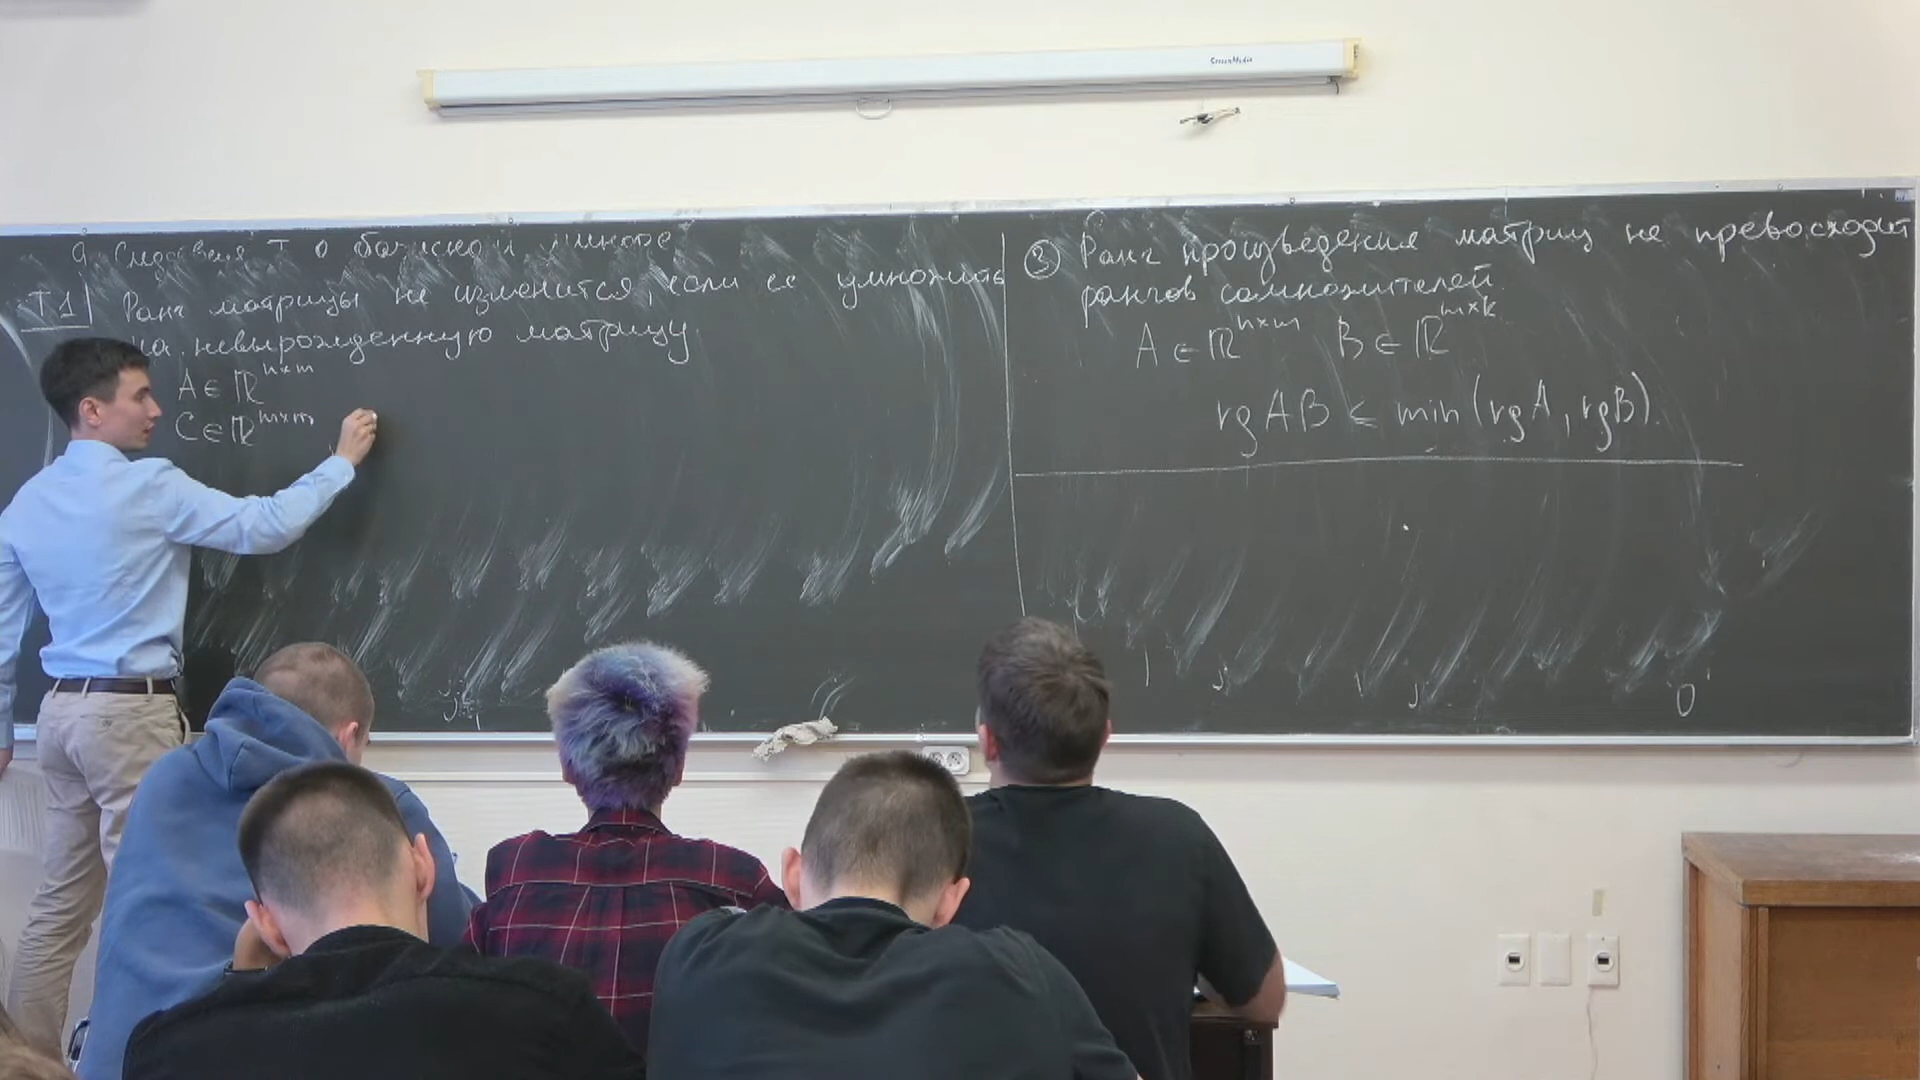 ScreenMedia
9. Следствия Т о базисном миноре
Т1 Ранг матрицы не изменится, если ее умножить
на невырожденную матрицу
A ∈ ℝ^{n×m}
C ∈ ℝ^{m×m}
③ Ранг произведения матриц не превосходит
рангов сомножителей.
A ∈ ℝ^{n×m} B ∈ ℝ^{m×k}
rg AB ≤ min (rg A, rg B).